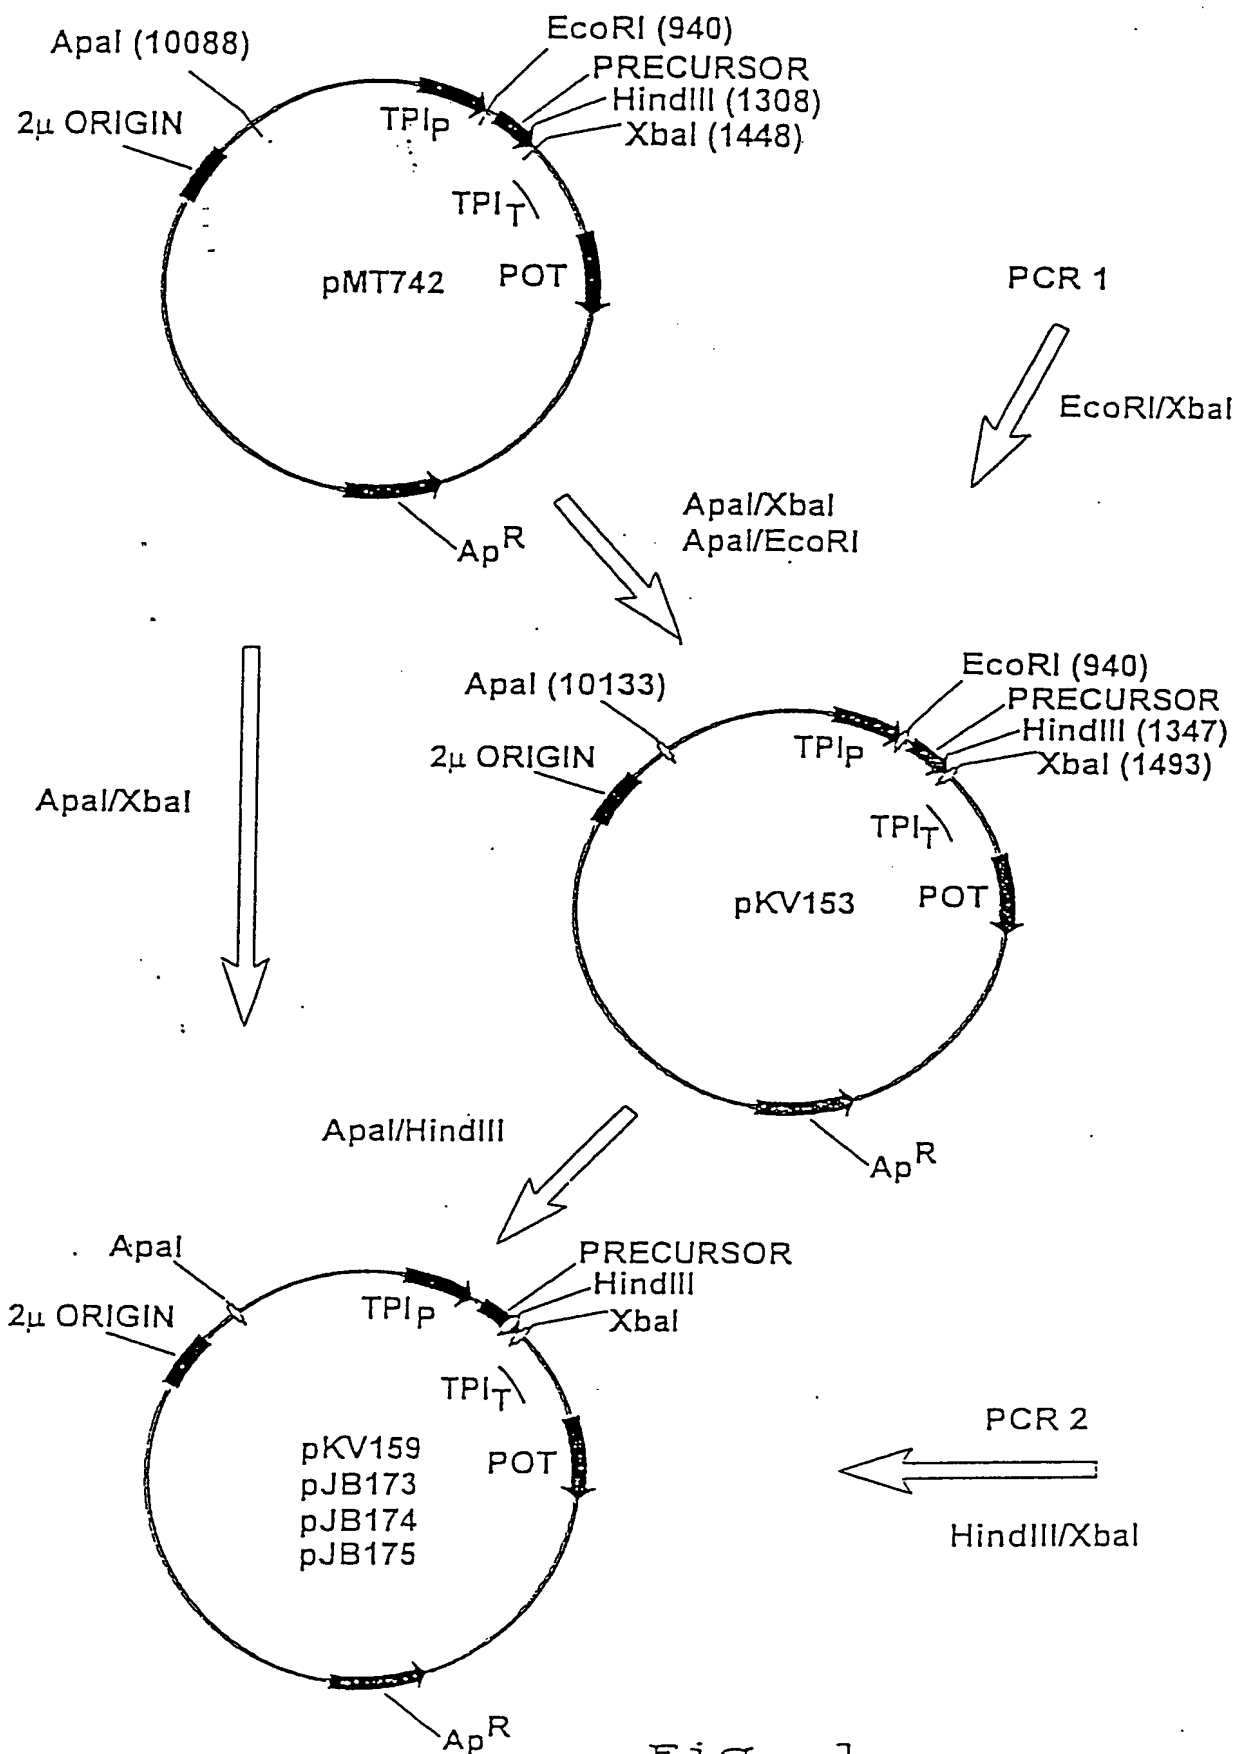 EcoRI (940)
ApaI (10088)
PRECURSOR
HindIII (1308)
2μ ORIGIN
TPIP
XbaI (1448)
TPIT
pMT742
POT
PCR 1
EcoRI/XbaI
ApaI/XbaI
ApaI/EcoRI
ApR
EcoRI (940)
ApaI (10133)
PRECURSOR
HindIII (1347)
2μ ORIGIN
TPIP
XbaI (1493)
ApaI/XbaI
TPIT
pKV153
POT
ApaI/HindIII
ApR
ApaI
PRECURSOR
HindIII
2μ ORIGIN
TPIP
XbaI
TPIT
PCR 2
pKV159
POT
pJB173
pJB174
pJB175
HindIII/XbaI
ApR